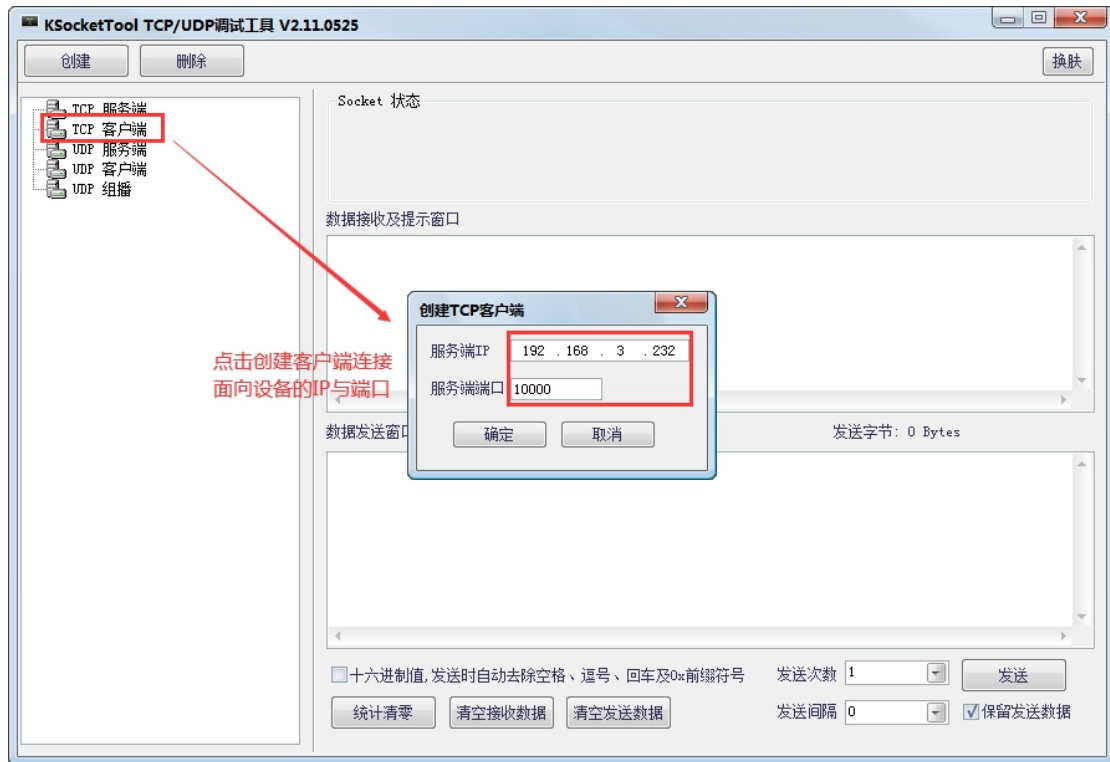 KSocketTool TCP/UDP调试工具 V2.11.0525
创建 删除 换肤
TCP 服务端
TCP 客户端
UDP 服务端
UDP 客户端
UDP 组播
Socket 状态
数据接收及提示窗口
创建TCP客户端
服务端IP 192 . 168 . 3 . 232
服务端端口 10000
确定 取消
点击创建客户端连接
面向设备的IP与端口
数据发送窗口 发送字节: 0 Bytes
十六进制值,发送时自动去除空格、逗号、回车及0x前缀符号 发送次数 1 发送
统计清零 清空接收数据 清空发送数据 发送间隔 0 保留发送数据